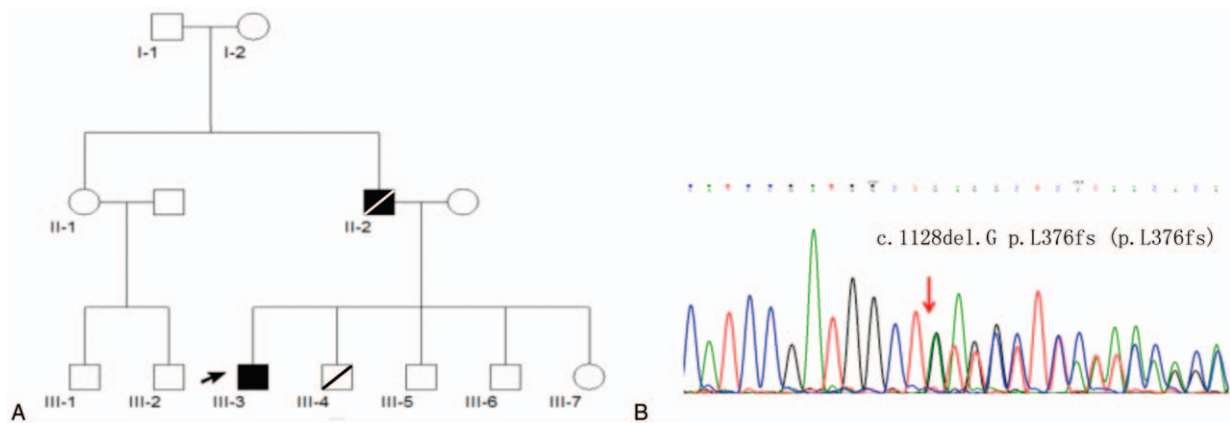 I-1 I-2
II-1 II-2
c.1128del.G p.L376fs (p.L376fs)
III-1 III-2 III-3 III-4 III-5 III-6 III-7
A B